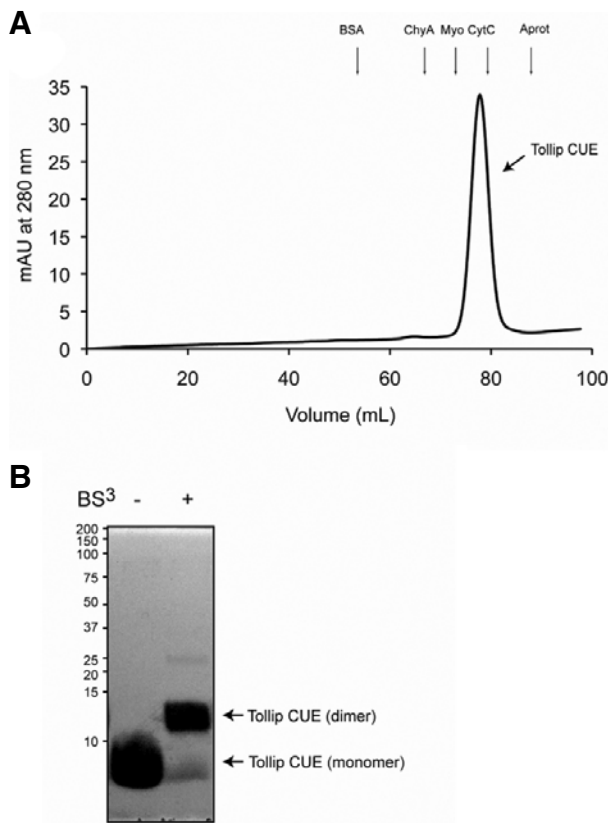 A
BSA ChyA Myo CytC Aprot
35
30
25
20
15
10
5
0
mAU at 280 nm
Tollip CUE
0 20 40 60 80 100
Volume (mL)
B
BS3 - +
200
150
100
75
50
37
25
20
15
10
Tollip CUE (dimer)
Tollip CUE (monomer)